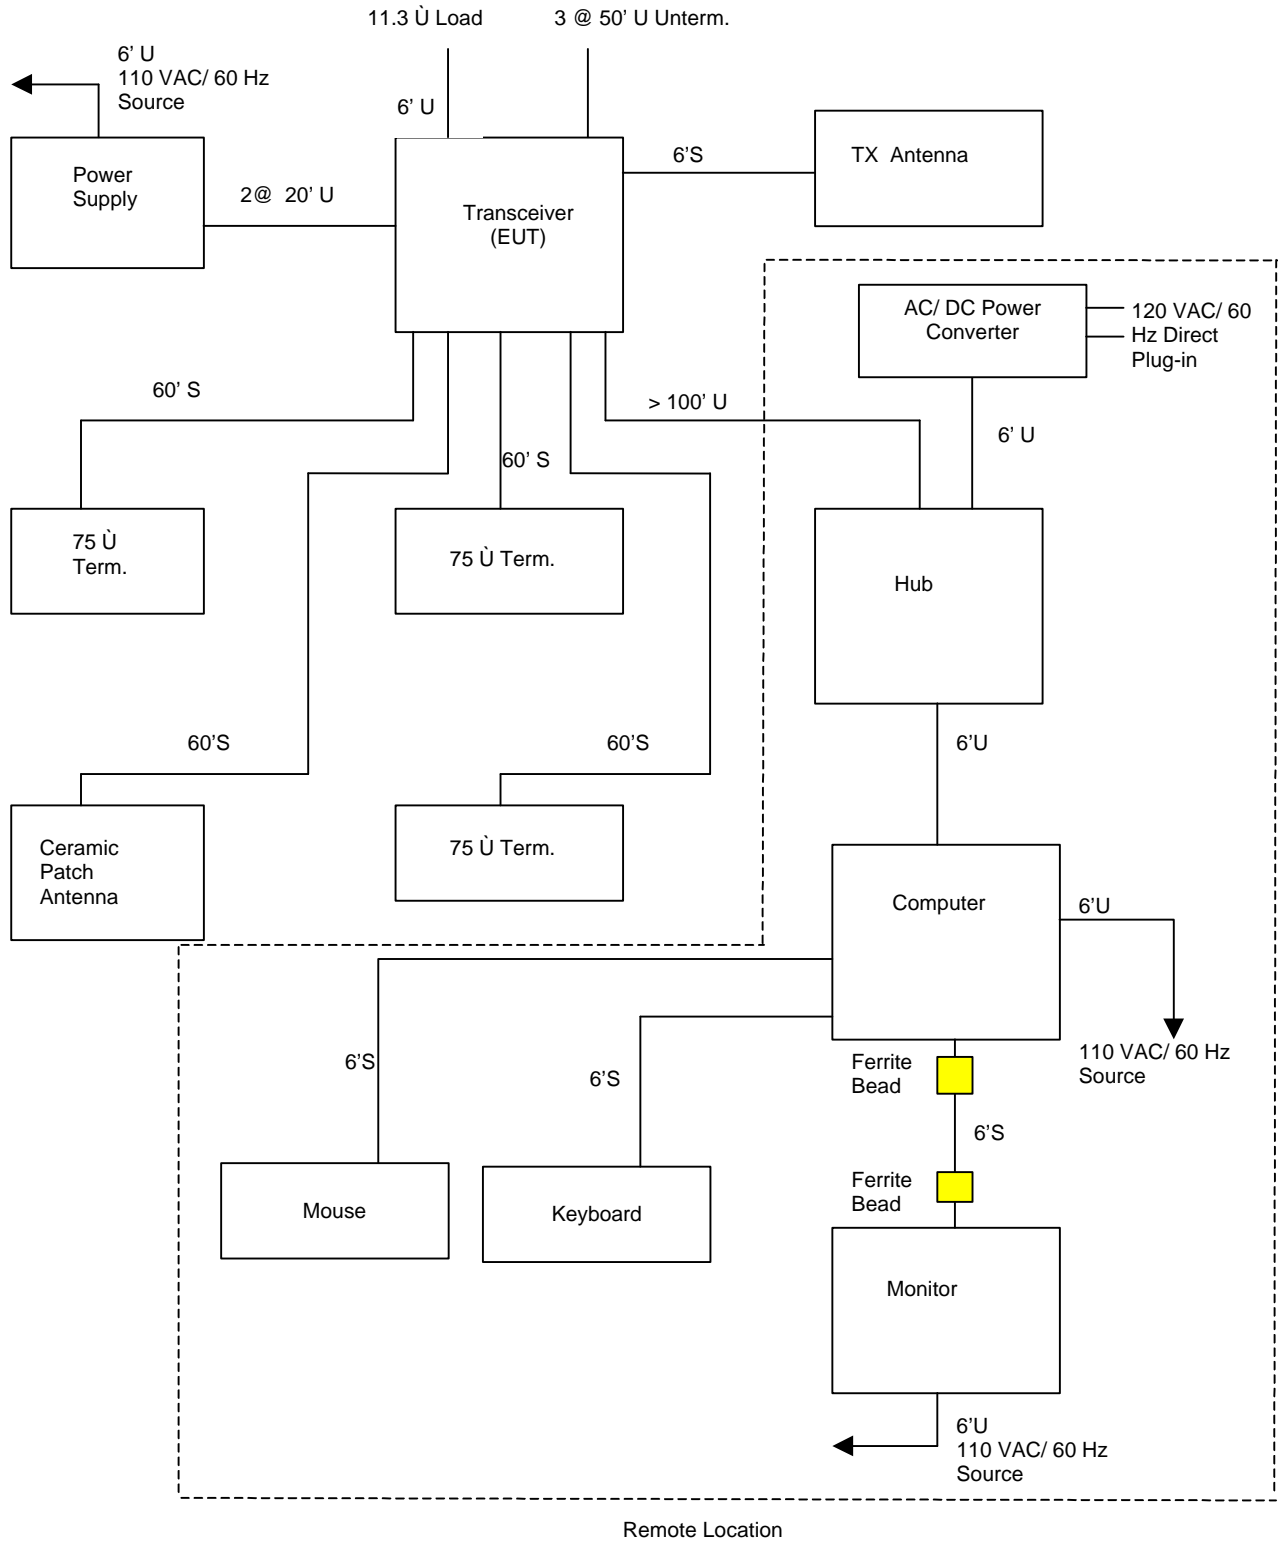 11.3 Ù Load
3 @ 50’ U Unterm.
6’ U
110 VAC/ 60 Hz
Source
6’ U
Power
Supply
2@ 20’ U
Transceiver
(EUT)
6’S
TX Antenna
AC/ DC Power
Converter
120 VAC/ 60
Hz Direct
Plug-in
60’ S
> 100’ U
6’ U
60’ S
75 Ù
Term.
75 Ù Term.
Hub
60’S
60’S
6’U
Ceramic
Patch
Antenna
75 Ù Term.
Computer
6’U
110 VAC/ 60 Hz
Source
6’S
6’S
Ferrite
Bead
6’S
Ferrite
Bead
Mouse
Keyboard
Monitor
6’U
110 VAC/ 60 Hz
Source
Remote Location